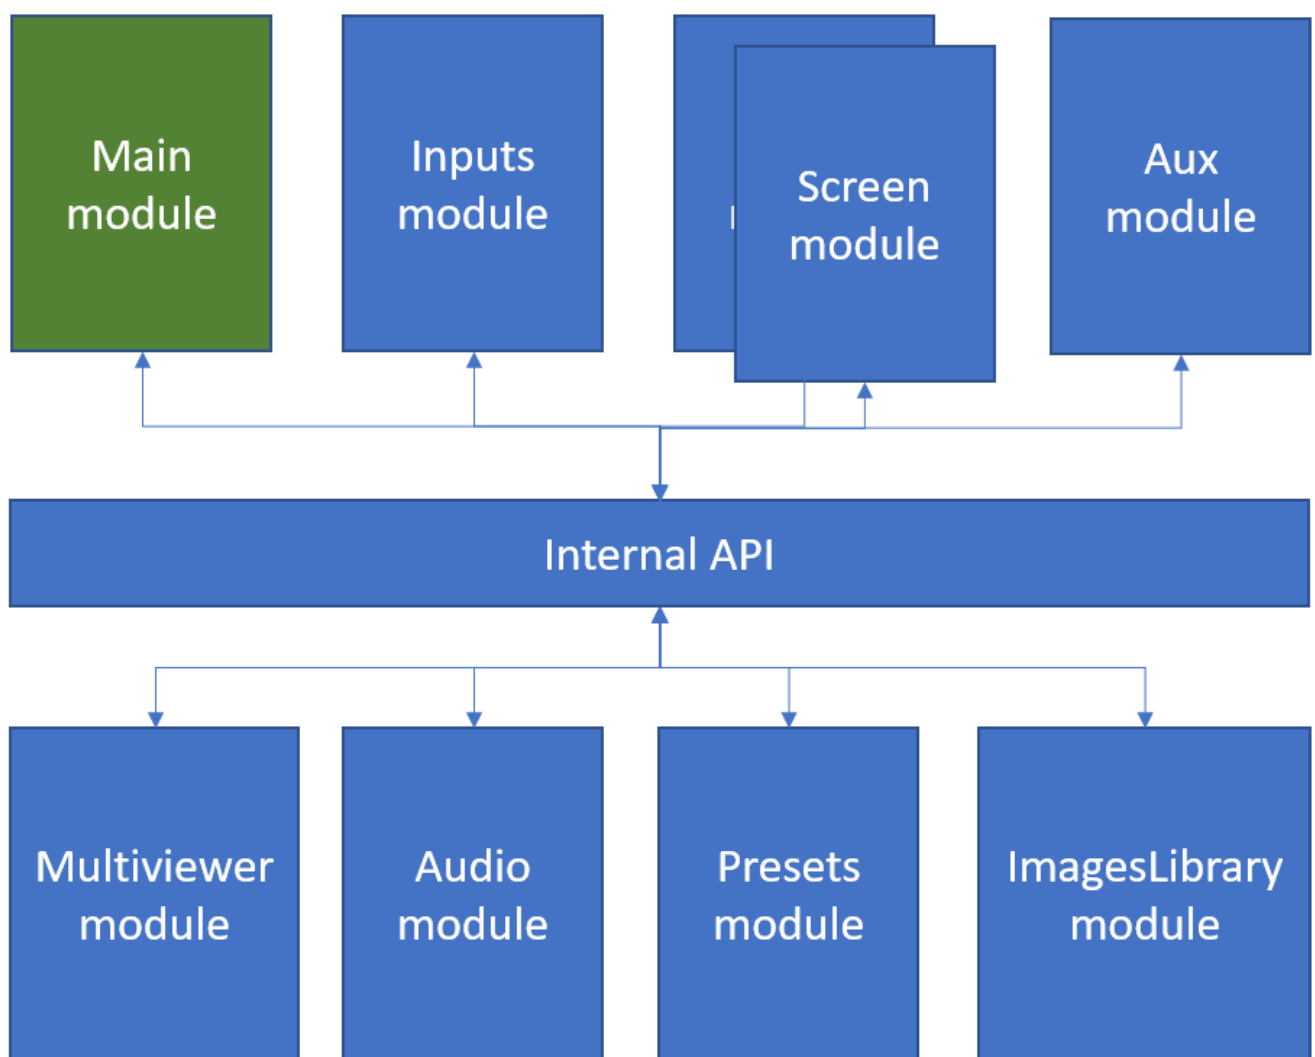 Main
module
Inputs
module
Screen
module
Aux
module
Internal API
Multiviewer
module
Audio
module
Presets
module
ImagesLibrary
module